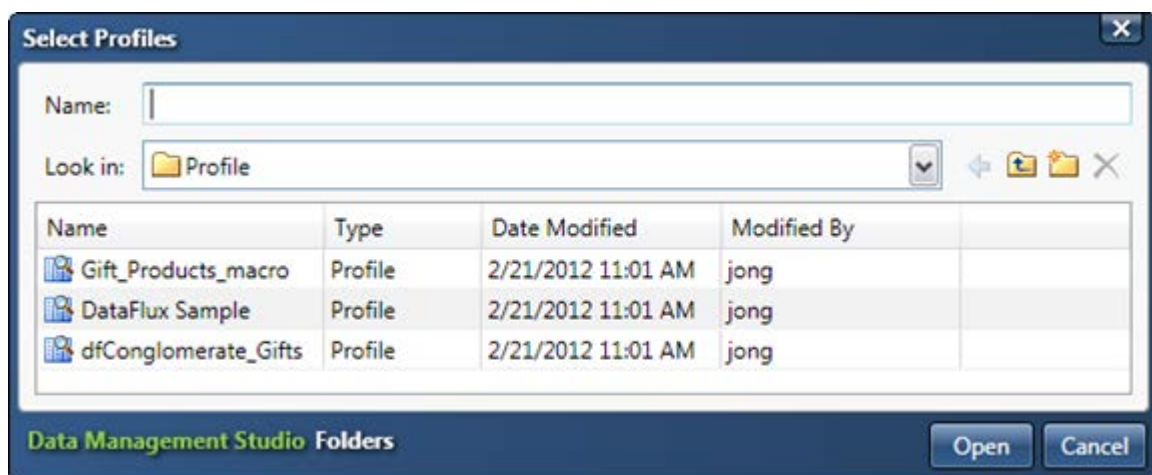 Select Profiles
Name:
Look in: Profile
Name Type Date Modified Modified By
Gift_Products_macro Profile 2/21/2012 11:01 AM jong
DataFlux Sample Profile 2/21/2012 11:01 AM jong
dfConglomerate_Gifts Profile 2/21/2012 11:01 AM jong
Data Management Studio Folders Open Cancel